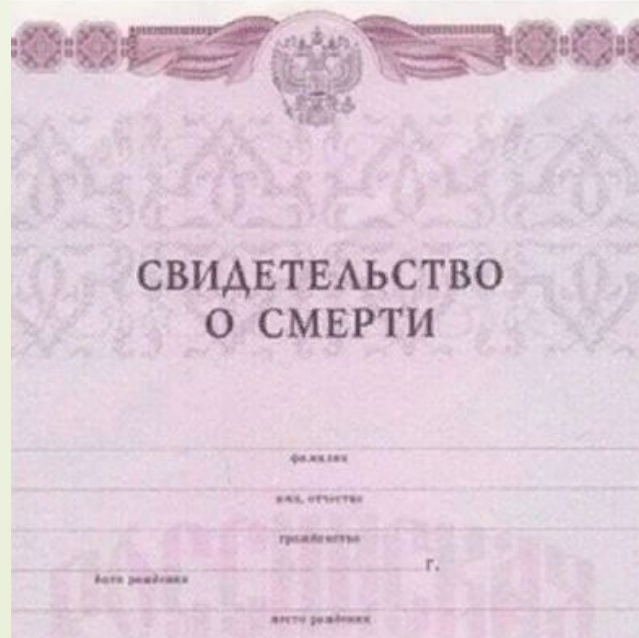 СВИДЕТЕЛЬСТВО
О СМЕРТИ
фамилия
имя, отчество
гражданство
г.
дата рождения
место рождения